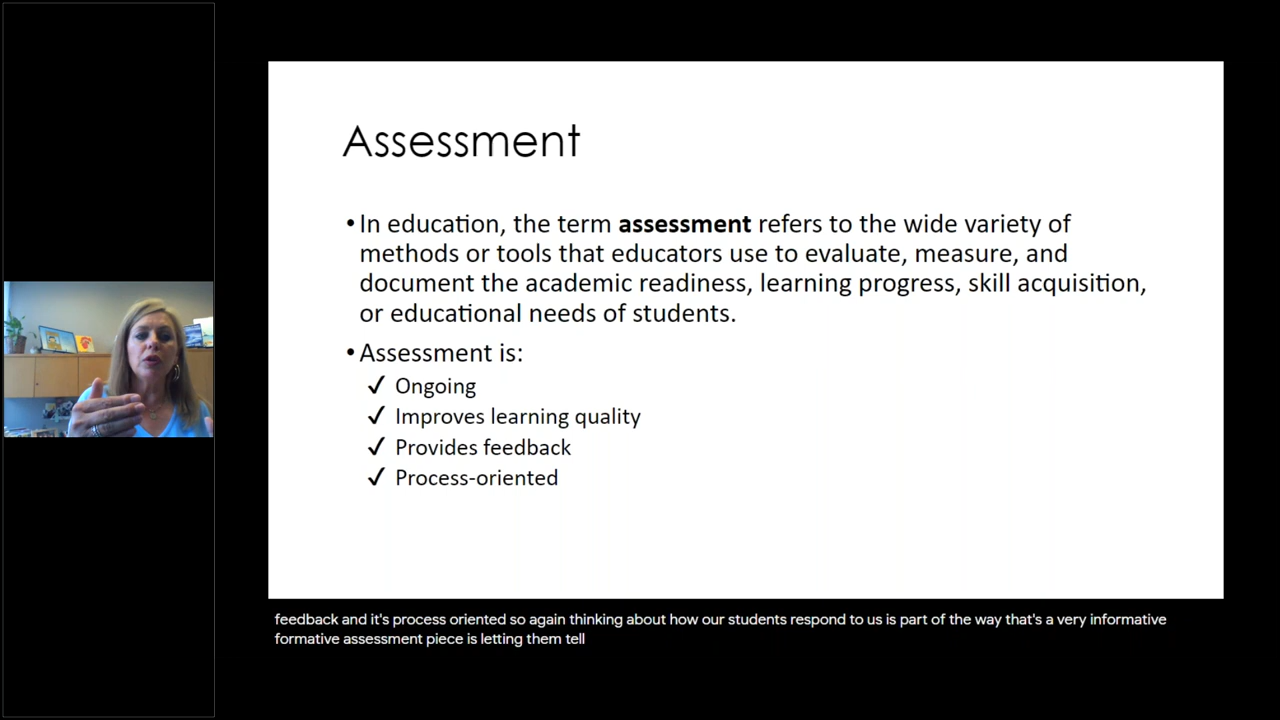 Assessment
• In education, the term assessment refers to the wide variety of
methods or tools that educators use to evaluate, measure, and
document the academic readiness, learning progress, skill acquisition,
or educational needs of students.
• Assessment is:
✓ Ongoing
✓ Improves learning quality
✓ Provides feedback
✓ Process-oriented
feedback and it's process oriented so again thinking about how our students respond to us is part of the way that's a very informative
formative assessment piece is letting them tell